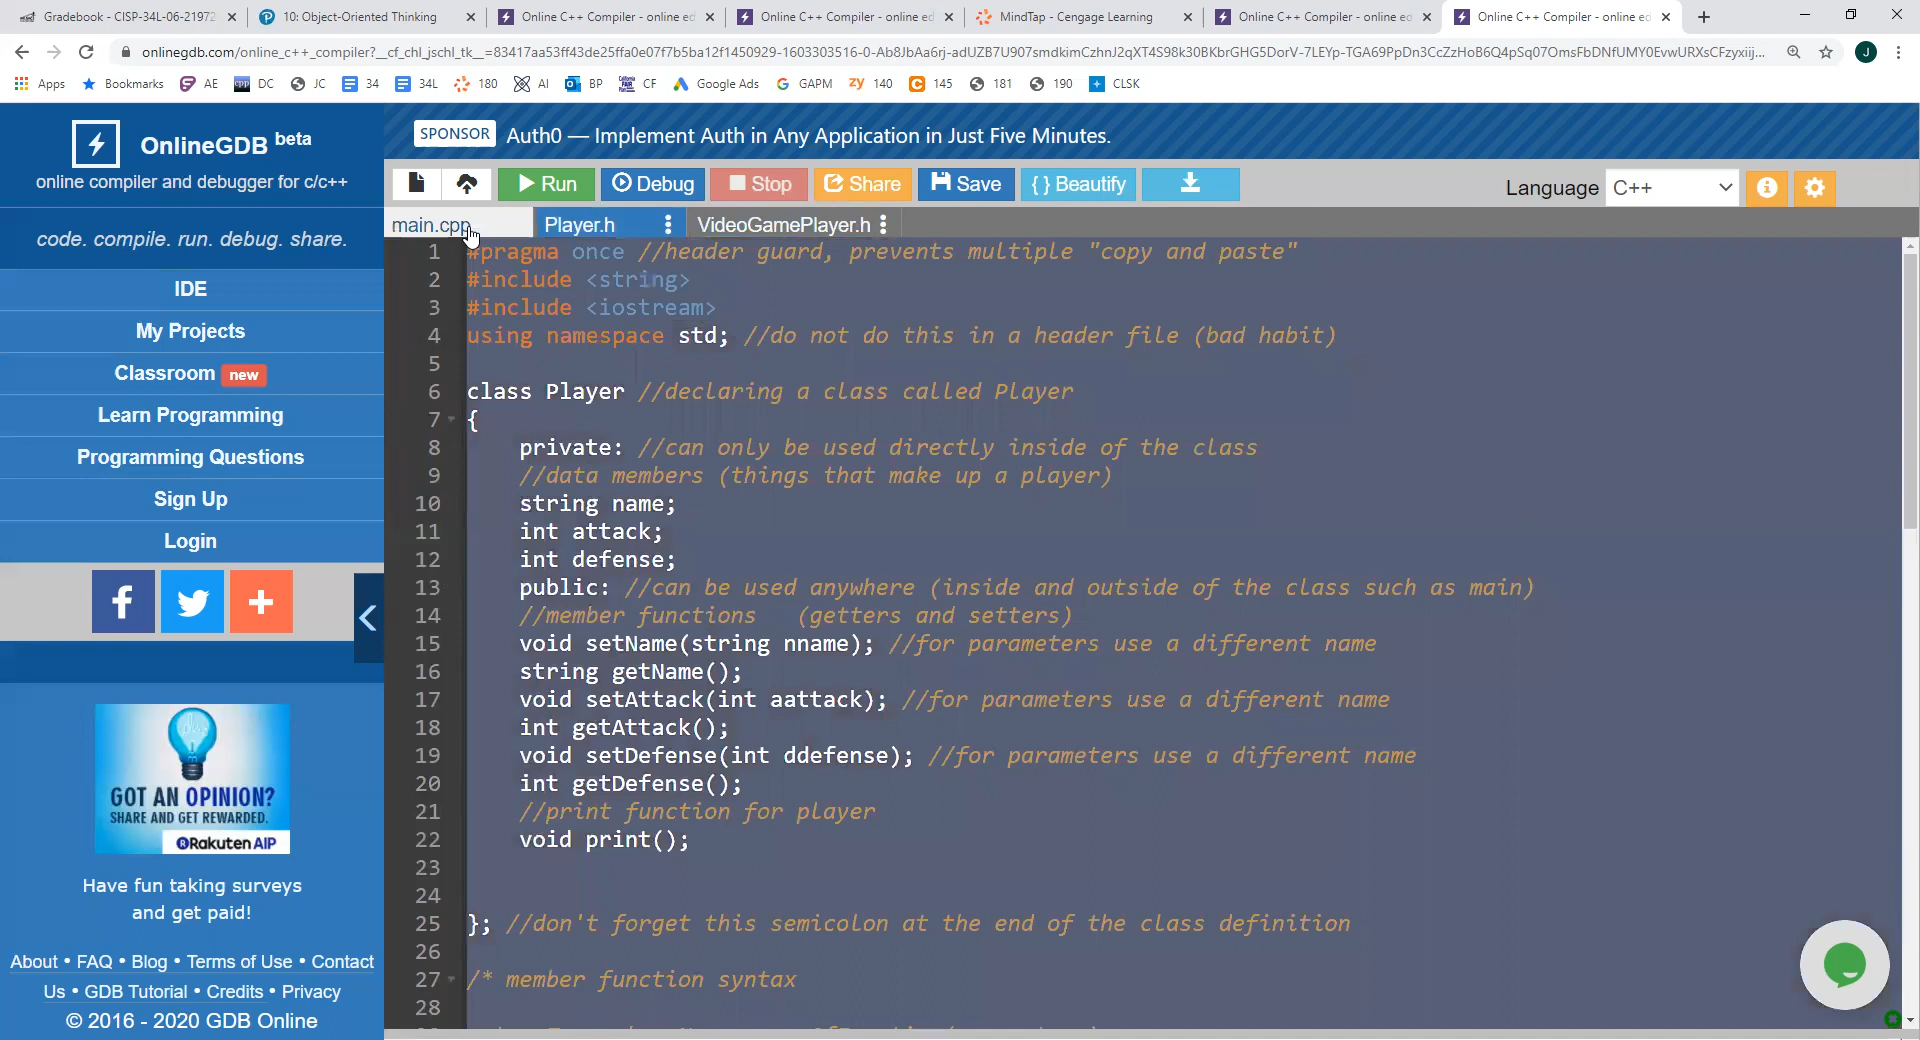 Gradebook - CISP-34L-06-21972
10: Object-Oriented Thinking
Online C++ Compiler - online ed
Online C++ Compiler - online ed
MindTap - Cengage Learning
Online C++ Compiler - online ed
Online C++ Compiler - online ed
onlinegdb.com/online_c++_compiler?__cf_chl_jschl_tk__=83417aa53ff43de25ffa0e07f7b5ba12f1450929-1603303516-0-Ab8JbAa6rj-adUZB7U907smdkimCzhnJ2qXT4S98k30BKbrGHG5DorV-7LEYp-TGA69PpDn3CcZzHoB6Q4pSq07OmsFbDNfUMY0EvwURXsCFzyxiij...
J
Apps Bookmarks AE DC JC 34 34L 180 AI BP CF Google Ads GAPM 140 145 181 190 CLSK
OnlineGDB beta
online compiler and debugger for c/c++
code. compile. run. debug. share.
IDE
My Projects
Classroom new
Learn Programming
Programming Questions
Sign Up
Login
GOT AN OPINION?
SHARE AND GET REWARDED.
Rakuten AIP
Have fun taking surveys
and get paid!
About • FAQ • Blog • Terms of Use • Contact
Us • GDB Tutorial • Credits • Privacy
© 2016 - 2020 GDB Online
SPONSOR Auth0 — Implement Auth in Any Application in Just Five Minutes.
Run Debug Stop Share Save { } Beautify
Language C++
main.cpp Player.h VideoGamePlayer.h
1 #pragma once //header guard, prevents multiple "copy and paste"
2 #include <string>
3 #include <iostream>
4 using namespace std; //do not do this in a header file (bad habit)
5
6 class Player //declaring a class called Player
7 {
8 private: //can only be used directly inside of the class
9 //data members (things that make up a player)
10 string name;
11 int attack;
12 int defense;
13 public: //can be used anywhere (inside and outside of the class such as main)
14 //member functions (getters and setters)
15 void setName(string nname); //for parameters use a different name
16 string getName();
17 void setAttack(int aattack); //for parameters use a different name
18 int getAttack();
19 void setDefense(int ddefense); //for parameters use a different name
20 int getDefense();
21 //print function for player
22 void print();
23
24
25 }; //don't forget this semicolon at the end of the class definition
26
27 /* member function syntax
28